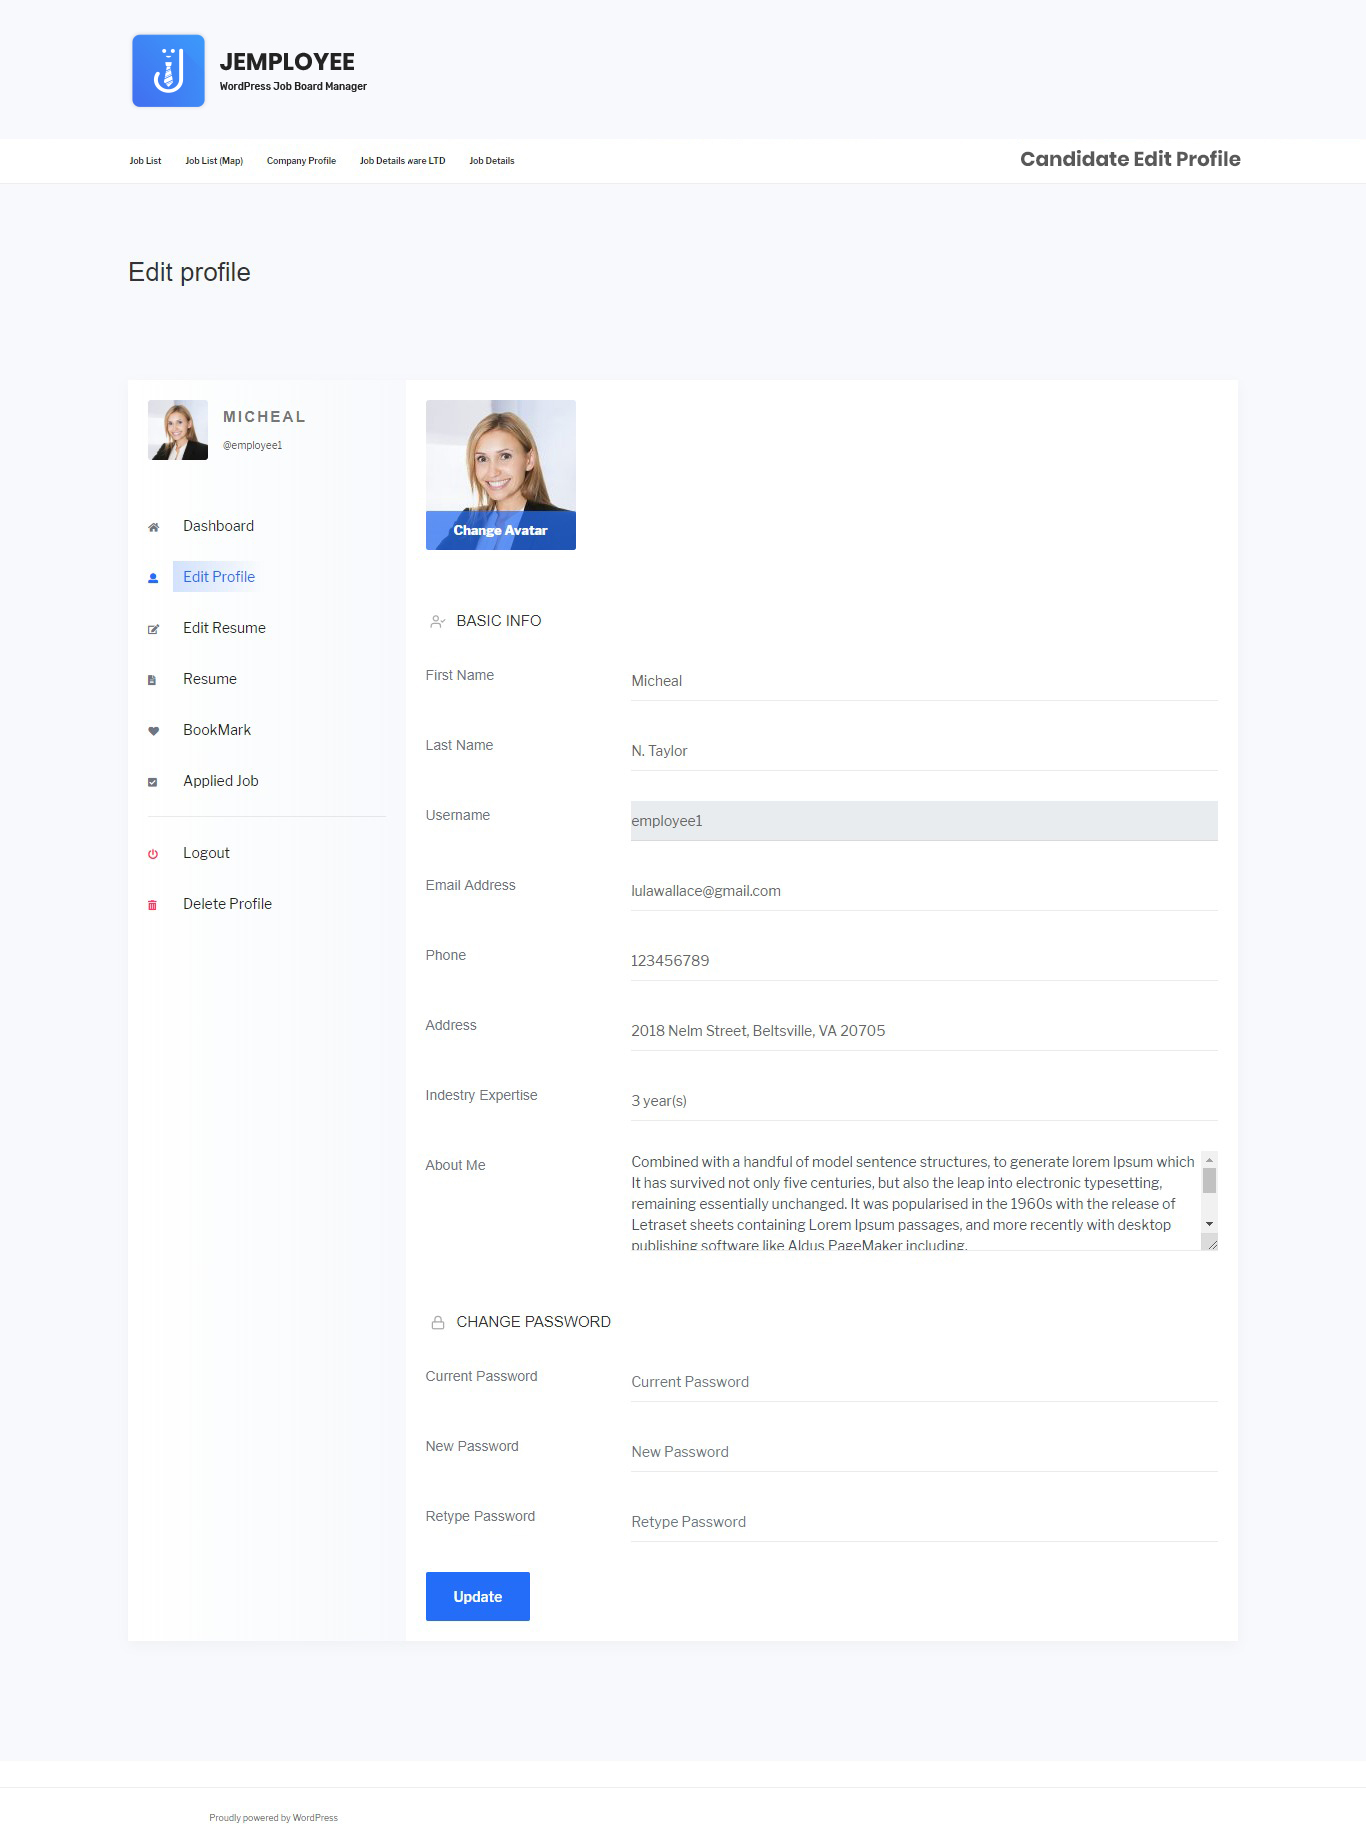 JEMPLOYEE
WordPress Job Board Manager
Job List Job List (Map) Company Profile Job Details ware LTD Job Details
Candidate Edit Profile
Edit profile
MICHEAL
@employee1
Dashboard
Edit Profile
Edit Resume
Resume
BookMark
Applied Job
Logout
Delete Profile
Change Avatar
BASIC INFO
First Name Micheal
Last Name N. Taylor
Username employee1
Email Address lulawallace@gmail.com
Phone 123456789
Address 2018 Nelm Street, Beltsville, VA 20705
Indestry Expertise 3 year(s)
About Me Combined with a handful of model sentence structures, to generate lorem Ipsum which
It has survived not only five centuries, but also the leap into electronic typesetting,
remaining essentially unchanged. It was popularised in the 1960s with the release of
Letraset sheets containing Lorem Ipsum passages, and more recently with desktop
publishing software like Aldus PageMaker including.
CHANGE PASSWORD
Current Password Current Password
New Password New Password
Retype Password Retype Password
Update
Proudly powered by WordPress